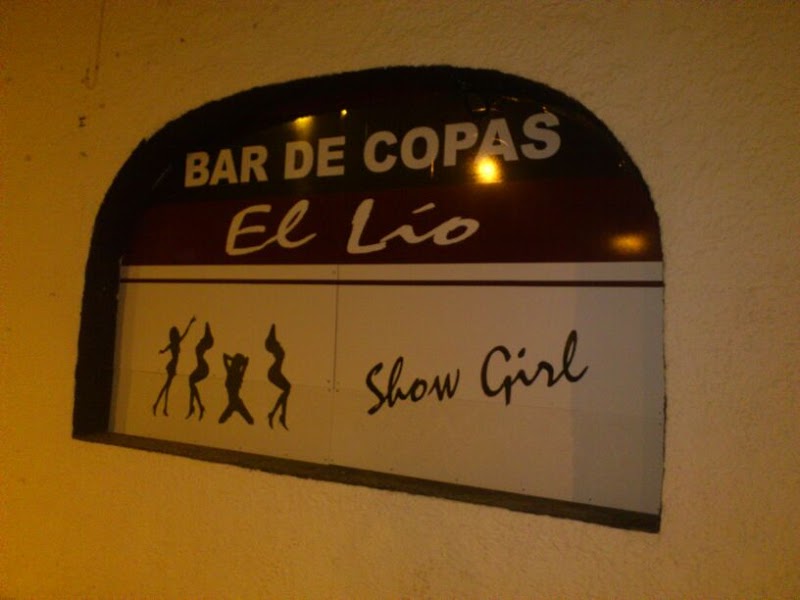 BAR DE COPAS
El Lío
Show Girl